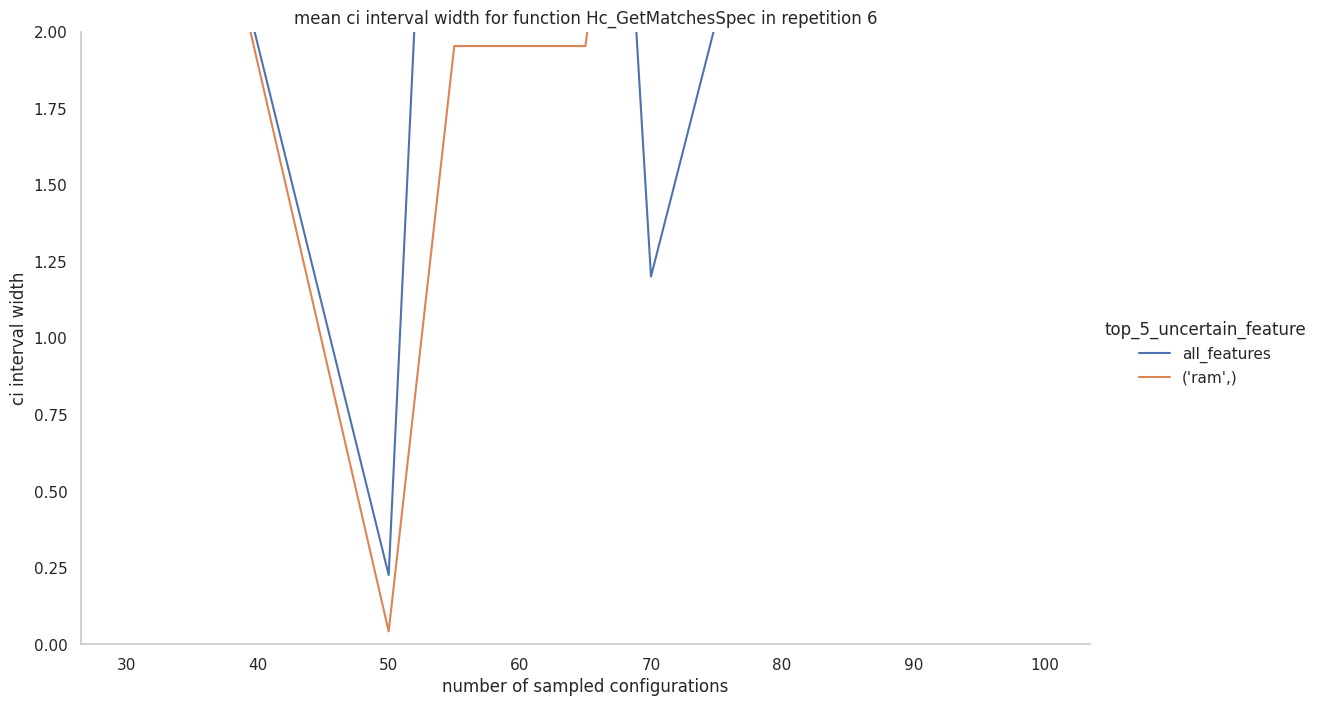 mean ci interval width for function Hc_GetMatchesSpec in repetition 6
2.00
1.75
1.50
1.25
1.00
0.75
0.50
0.25
0.00
ci interval width
30 40 50 60 70 80 90 100
number of sampled configurations
top_5_uncertain_feature
all_features
('ram',)